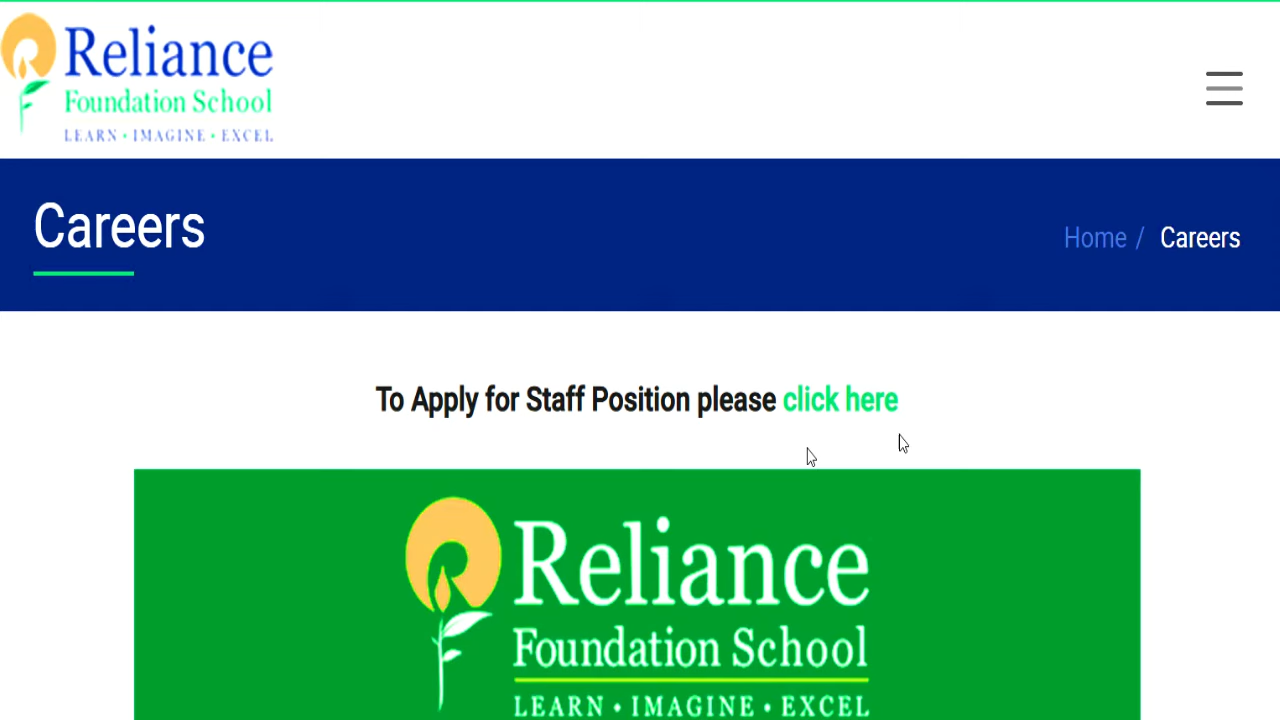 Reliance
Foundation School
LEARN • IMAGINE • EXCEL
Careers
Home / Careers
To Apply for Staff Position please click here
Reliance
Foundation School
LEARN • IMAGINE • EXCEL